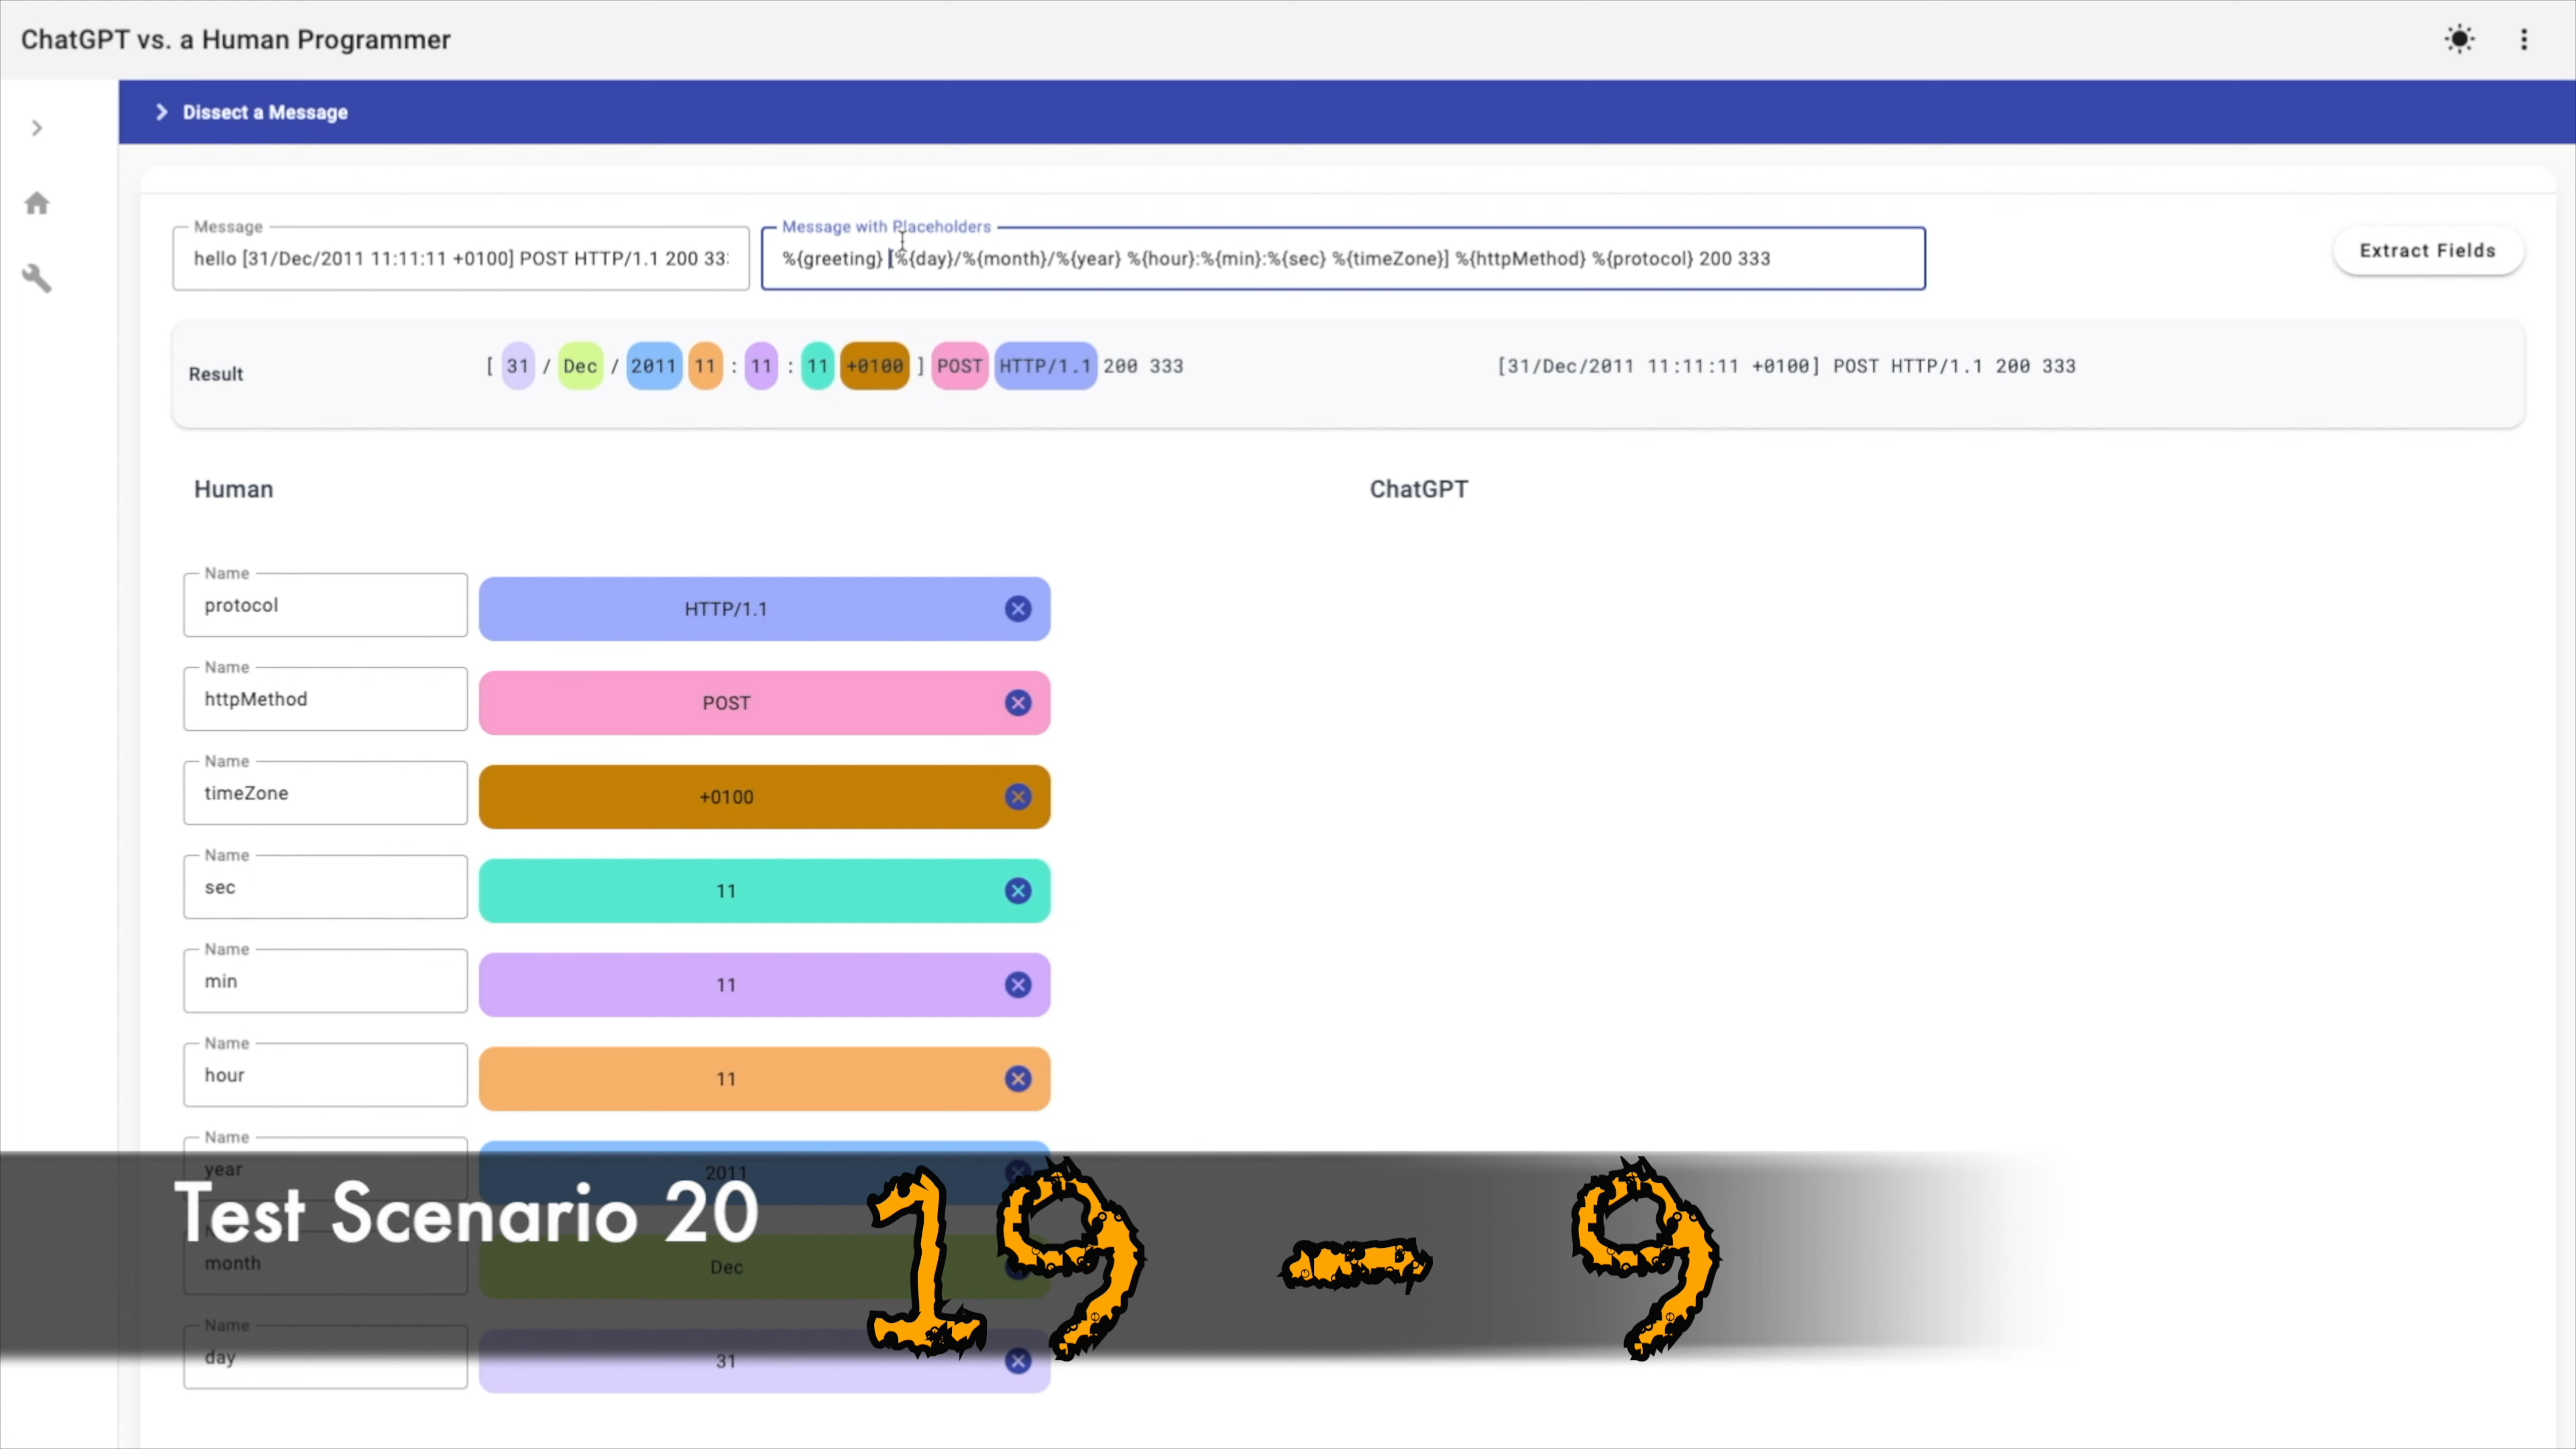 ChatGPT vs. a Human Programmer
Dissect a Message
Message
hello [31/Dec/2011 11:11:11 +0100] POST HTTP/1.1 200 33
Message with Placeholders
%{greeting} [%{day}/%{month}/%{year} %{hour}:%{min}:%{sec} %{timeZone}] %{httpMethod} %{protocol} 200 333
Extract Fields
Result
[ 31 / Dec / 2011 11 : 11 : 11 +0100 ] POST HTTP/1.1 200 333
[31/Dec/2011 11:11:11 +0100] POST HTTP/1.1 200 333
Human
ChatGPT
Name
protocol
HTTP/1.1
Name
httpMethod
POST
Name
timeZone
+0100
Name
sec
11
Name
min
11
Name
hour
11
Name
year
2011
Test Scenario 20
19 - 9
month
Dec
Name
day
31